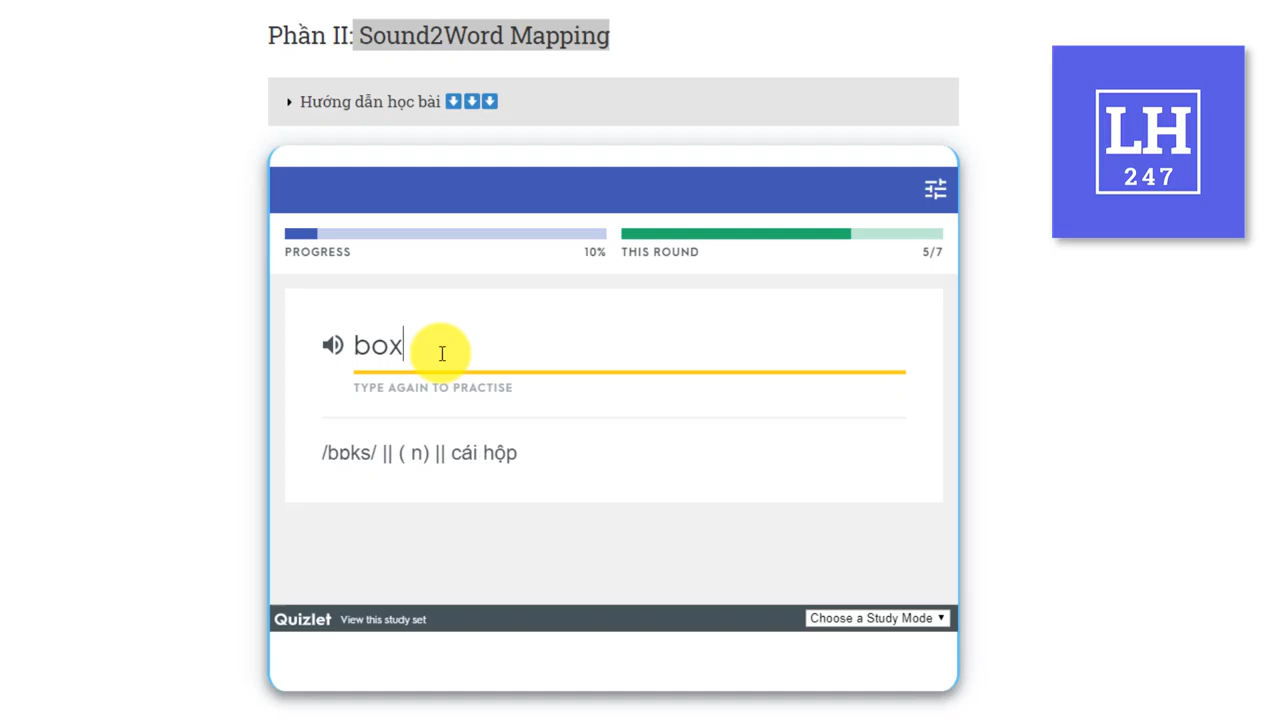 Phần II: Sound2Word Mapping
Hướng dẫn học bài
LH
247
PROGRESS 10% THIS ROUND 5/7
box
TYPE AGAIN TO PRACTISE
/bɒks/ || ( n) || cái hộp
Quizlet View this study set Choose a Study Mode